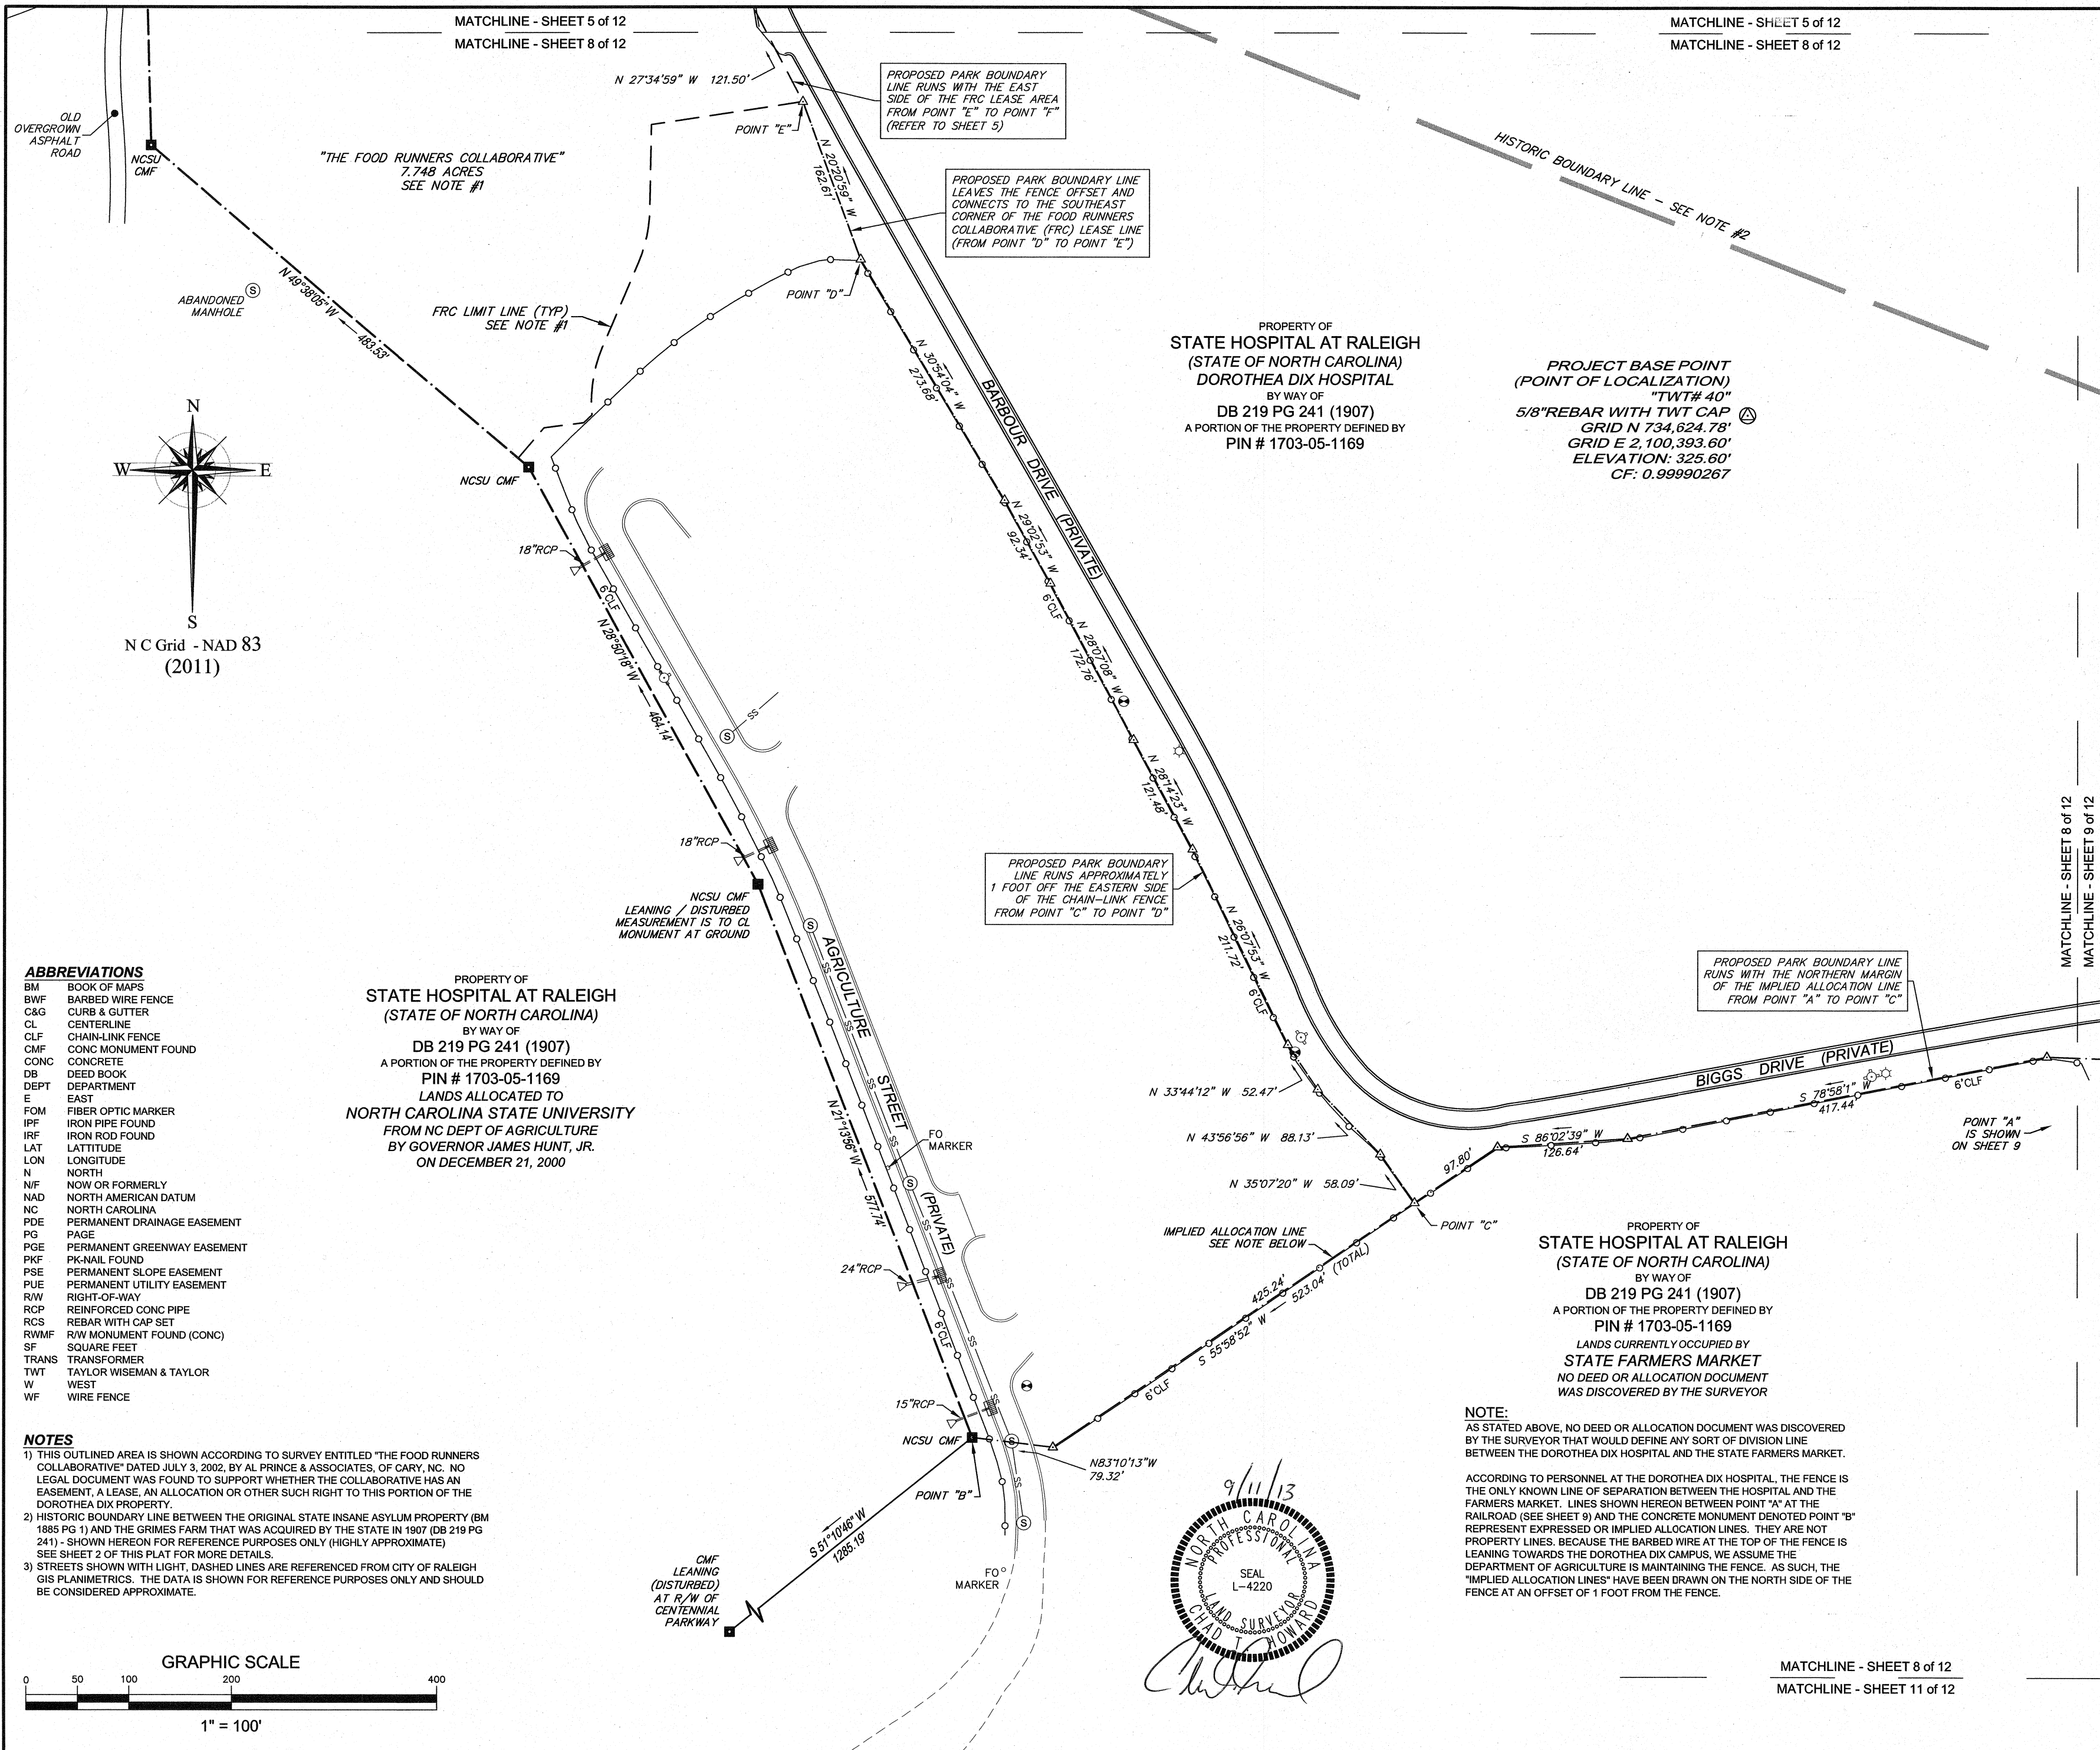 MATCHLINE - SHEET 5 of 12
MATCHLINE - SHEET 8 of 12
MATCHLINE - SHEET 5 of 12
MATCHLINE - SHEET 8 of 12
N 27°34'59" W 121.50'
PROPOSED PARK BOUNDARY
LINE RUNS WITH THE EAST
SIDE OF THE FRC LEASE AREA
FROM POINT "E" TO POINT "F"
(REFER TO SHEET 5)
OLD
OVERGROWN
ASPHALT
ROAD
NCSU
CMF
POINT "E"
"THE FOOD RUNNERS COLLABORATIVE"
7.748 ACRES
SEE NOTE #1
N 20°20'59" W
162.61'
PROPOSED PARK BOUNDARY LINE
LEAVES THE FENCE OFFSET AND
CONNECTS TO THE SOUTHEAST
CORNER OF THE FOOD RUNNERS
COLLABORATIVE (FRC) LEASE LINE
(FROM POINT "D" TO POINT "E")
HISTORIC BOUNDARY LINE - SEE NOTE #2
N49°38'05"W
483.53'
S
ABANDONED
MANHOLE
FRC LIMIT LINE (TYP)
SEE NOTE #1
POINT "D"
N 30°54'04" W
273.68'
BARBOUR DRIVE (PRIVATE)
PROPERTY OF
STATE HOSPITAL AT RALEIGH
(STATE OF NORTH CAROLINA)
DOROTHEA DIX HOSPITAL
BY WAY OF
DB 219 PG 241 (1907)
A PORTION OF THE PROPERTY DEFINED BY
PIN # 1703-05-1169
PROJECT BASE POINT
(POINT OF LOCALIZATION)
"TWT# 40"
5/8"REBAR WITH TWT CAP
GRID N 734,624.78'
GRID E 2,100,393.60'
ELEVATION: 325.60'
CF: 0.99990267
N
W
E
S
N C Grid - NAD 83
(2011)
NCSU CMF
18"RCP
6'CLF
N28°50'18"W
464.14'
SS
S
N 29°02'53" W
92.34'
6'CLF
N 28°07'08" W
172.76'
N 28°14'23" W
121.48'
18"RCP
NCSU CMF
LEANING / DISTURBED
MEASUREMENT IS TO CL
MONUMENT AT GROUND
PROPOSED PARK BOUNDARY
LINE RUNS APPROXIMATELY
1 FOOT OFF THE EASTERN SIDE
OF THE CHAIN-LINK FENCE
FROM POINT "C" TO POINT "D"
N 26°07'53" W
211.72'
6'CLF
MATCHLINE - SHEET 8 of 12
MATCHLINE - SHEET 9 of 12
PROPOSED PARK BOUNDARY LINE
RUNS WITH THE NORTHERN MARGIN
OF THE IMPLIED ALLOCATION LINE
FROM POINT "A" TO POINT "C"
ABBREVIATIONS
BM BOOK OF MAPS
BWF BARBED WIRE FENCE
C&G CURB & GUTTER
CL CENTERLINE
CLF CHAIN-LINK FENCE
CMF CONC MONUMENT FOUND
CONC CONCRETE
DB DEED BOOK
DEPT DEPARTMENT
E EAST
FOM FIBER OPTIC MARKER
IPF IRON PIPE FOUND
IRF IRON ROD FOUND
LAT LATTITUDE
LON LONGITUDE
N NORTH
N/F NOW OR FORMERLY
NAD NORTH AMERICAN DATUM
NC NORTH CAROLINA
PDE PERMANENT DRAINAGE EASEMENT
PG PAGE
PGE PERMANENT GREENWAY EASEMENT
PKF PK-NAIL FOUND
PSE PERMANENT SLOPE EASEMENT
PUE PERMANENT UTILITY EASEMENT
R/W RIGHT-OF-WAY
RCP REINFORCED CONC PIPE
RCS REBAR WITH CAP SET
RWMF R/W MONUMENT FOUND (CONC)
SF SQUARE FEET
TRANS TRANSFORMER
TWT TAYLOR WISEMAN & TAYLOR
W WEST
WF WIRE FENCE
PROPERTY OF
STATE HOSPITAL AT RALEIGH
(STATE OF NORTH CAROLINA)
BY WAY OF
DB 219 PG 241 (1907)
A PORTION OF THE PROPERTY DEFINED BY
PIN # 1703-05-1169
LANDS ALLOCATED TO
NORTH CAROLINA STATE UNIVERSITY
FROM NC DEPT OF AGRICULTURE
BY GOVERNOR JAMES HUNT, JR.
ON DECEMBER 21, 2000
S
AGRICULTURE STREET (PRIVATE)
SS
SS
SS
SS
SS
SS
SS
S
N21°13'56"W
577.74'
FO
MARKER
24"RCP
6'CLF
15"RCP
NCSU CMF
S
SS
S
POINT "B"
N83°10'13"W
79.32'
S 51°10'46" W
1285.19'
CMF
LEANING
(DISTURBED)
AT R/W OF
CENTENNIAL
PARKWAY
FO
MARKER
N 33°44'12" W 52.47'
N 43°56'56" W 88.13'
N 35°07'20" W 58.09'
BIGGS DRIVE (PRIVATE)
S 78°58'1" W
417.44'
6'CLF
S 86°02'39" W
126.64'
97.80'
POINT "A"
IS SHOWN
ON SHEET 9
POINT "C"
IMPLIED ALLOCATION LINE
SEE NOTE BELOW
425.24'
S 55°58'52" W 523.04' (TOTAL)
6'CLF
PROPERTY OF
STATE HOSPITAL AT RALEIGH
(STATE OF NORTH CAROLINA)
BY WAY OF
DB 219 PG 241 (1907)
A PORTION OF THE PROPERTY DEFINED BY
PIN # 1703-05-1169
LANDS CURRENTLY OCCUPIED BY
STATE FARMERS MARKET
NO DEED OR ALLOCATION DOCUMENT
WAS DISCOVERED BY THE SURVEYOR
NOTE:
AS STATED ABOVE, NO DEED OR ALLOCATION DOCUMENT WAS DISCOVERED
BY THE SURVEYOR THAT WOULD DEFINE ANY SORT OF DIVISION LINE
BETWEEN THE DOROTHEA DIX HOSPITAL AND THE STATE FARMERS MARKET.
ACCORDING TO PERSONNEL AT THE DOROTHEA DIX HOSPITAL, THE FENCE IS
THE ONLY KNOWN LINE OF SEPARATION BETWEEN THE HOSPITAL AND THE
FARMERS MARKET. LINES SHOWN HEREON BETWEEN POINT "A" AT THE
RAILROAD (SEE SHEET 9) AND THE CONCRETE MONUMENT DENOTED POINT "B"
REPRESENT EXPRESSED OR IMPLIED ALLOCATION LINES. THEY ARE NOT
PROPERTY LINES. BECAUSE THE BARBED WIRE AT THE TOP OF THE FENCE IS
LEANING TOWARDS THE DOROTHEA DIX CAMPUS, WE ASSUME THE
DEPARTMENT OF AGRICULTURE IS MAINTAINING THE FENCE. AS SUCH, THE
"IMPLIED ALLOCATION LINES" HAVE BEEN DRAWN ON THE NORTH SIDE OF THE
FENCE AT AN OFFSET OF 1 FOOT FROM THE FENCE.
NOTES
1) THIS OUTLINED AREA IS SHOWN ACCORDING TO SURVEY ENTITLED "THE FOOD RUNNERS
COLLABORATIVE" DATED JULY 3, 2002, BY AL PRINCE & ASSOCIATES, OF CARY, NC. NO
LEGAL DOCUMENT WAS FOUND TO SUPPORT WHETHER THE COLLABORATIVE HAS AN
EASEMENT, A LEASE, AN ALLOCATION OR OTHER SUCH RIGHT TO THIS PORTION OF THE
DOROTHEA DIX PROPERTY.
2) HISTORIC BOUNDARY LINE BETWEEN THE ORIGINAL STATE INSANE ASYLUM PROPERTY (BM
1885 PG 1) AND THE GRIMES FARM THAT WAS ACQUIRED BY THE STATE IN 1907 (DB 219 PG
241) - SHOWN HEREON FOR REFERENCE PURPOSES ONLY (HIGHLY APPROXIMATE)
SEE SHEET 2 OF THIS PLAT FOR MORE DETAILS.
3) STREETS SHOWN WITH LIGHT, DASHED LINES ARE REFERENCED FROM CITY OF RALEIGH
GIS PLANIMETRICS. THE DATA IS SHOWN FOR REFERENCE PURPOSES ONLY AND SHOULD
BE CONSIDERED APPROXIMATE.
9/11/13
NORTH CAROLINA
PROFESSIONAL
SEAL
L-4220
LAND SURVEYOR
CHAD T. HOWARD
GRAPHIC SCALE
0 50 100 200 400
1" = 100'
MATCHLINE - SHEET 8 of 12
MATCHLINE - SHEET 11 of 12